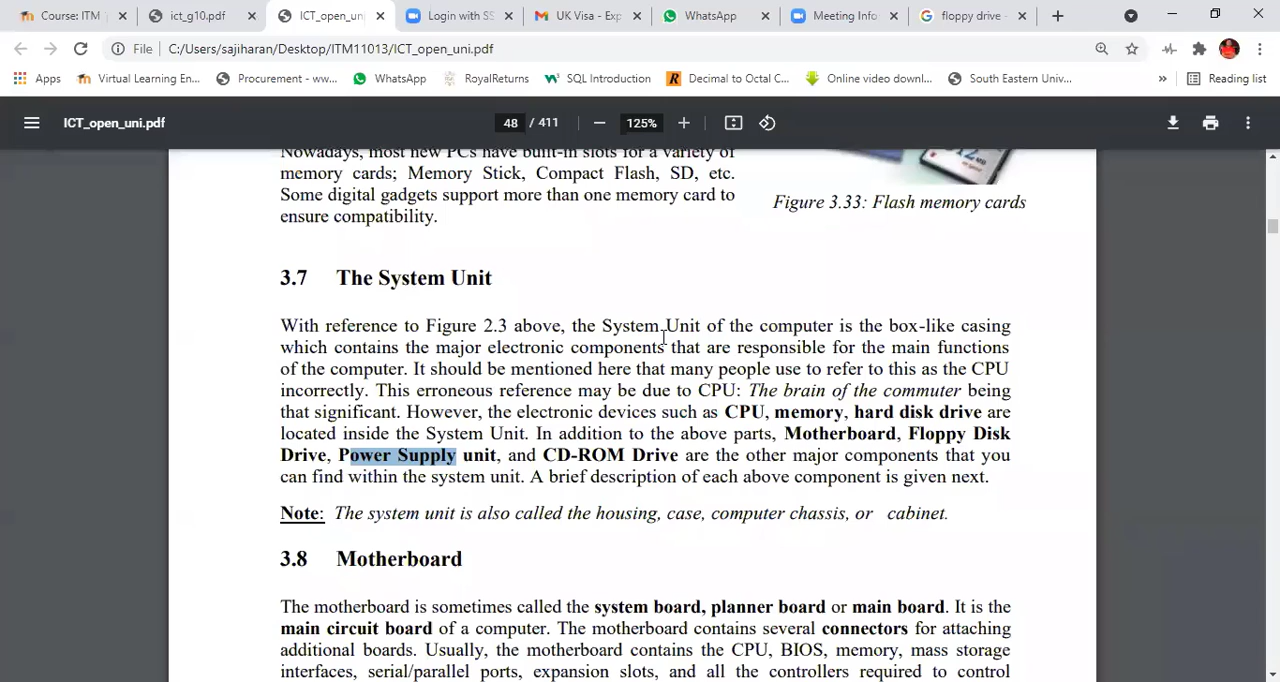 Course: ITM
ict_g10.pdf
ICT_open_un
Login with SS
UK Visa - Exp
WhatsApp
Meeting Info
floppy drive -
File
C:/Users/sajiharan/Desktop/ITM11013/ICT_open_uni.pdf
Apps
Virtual Learning En...
Procurement - ww...
WhatsApp
RoyalReturns
SQL Introduction
Decimal to Octal C...
Online video downl...
South Eastern Univ...
»
Reading list
ICT_open_uni.pdf
48 / 411
125%
Nowadays, most new PCs have built-in slots for a variety of
memory cards; Memory Stick, Compact Flash, SD, etc.
Some digital gadgets support more than one memory card to
ensure compatibility.
Figure 3.33: Flash memory cards
3.7 The System Unit
With reference to Figure 2.3 above, the System Unit of the computer is the box-like casing
which contains the major electronic components that are responsible for the main functions
of the computer. It should be mentioned here that many people use to refer to this as the CPU
incorrectly. This erroneous reference may be due to CPU: The brain of the commuter being
that significant. However, the electronic devices such as CPU, memory, hard disk drive are
located inside the System Unit. In addition to the above parts, Motherboard, Floppy Disk
Drive, Power Supply unit, and CD-ROM Drive are the other major components that you
can find within the system unit. A brief description of each above component is given next.
Note: The system unit is also called the housing, case, computer chassis, or cabinet.
3.8 Motherboard
The motherboard is sometimes called the system board, planner board or main board. It is the
main circuit board of a computer. The motherboard contains several connectors for attaching
additional boards. Usually, the motherboard contains the CPU, BIOS, memory, mass storage
interfaces, serial/parallel ports, expansion slots, and all the controllers required to control